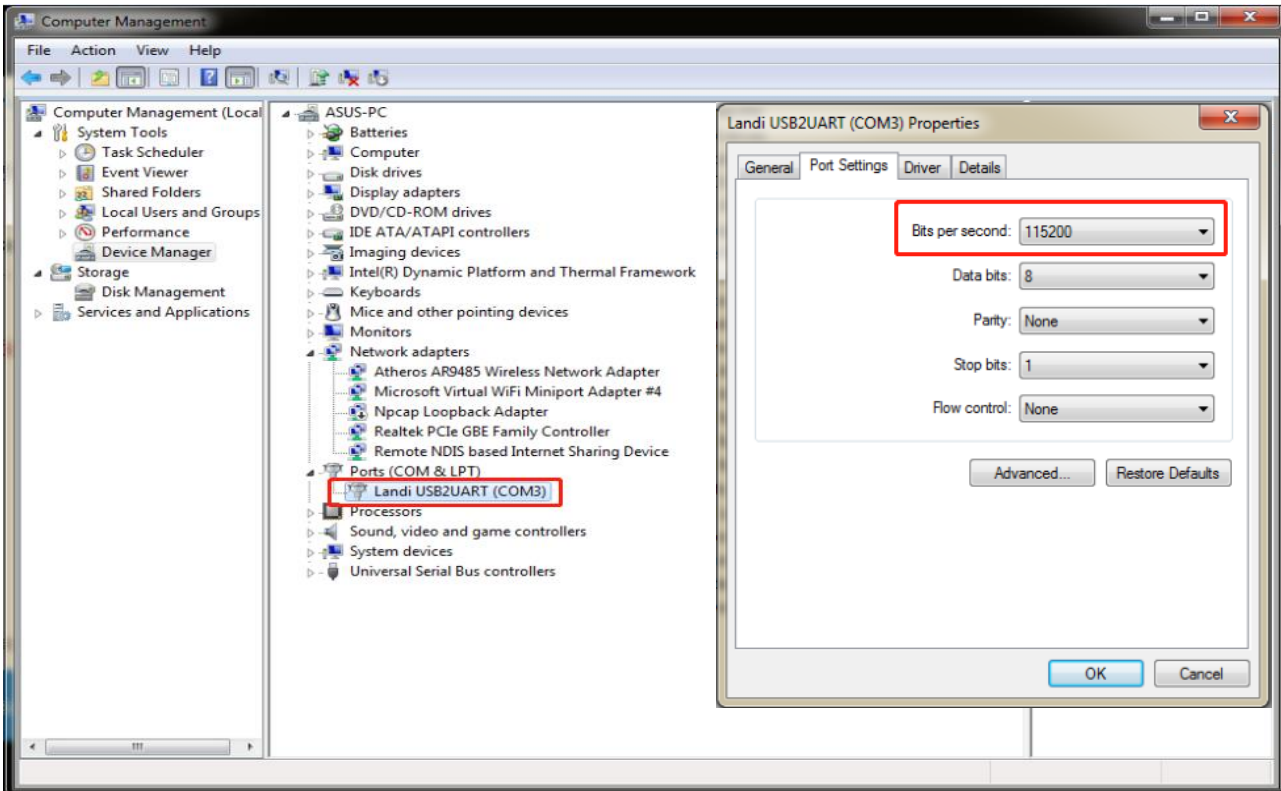 Computer Management
File Action View Help
Computer Management (Local
System Tools
Task Scheduler
Event Viewer
Shared Folders
Local Users and Groups
Performance
Device Manager
Storage
Disk Management
Services and Applications
ASUS-PC
Batteries
Computer
Disk drives
Display adapters
DVD/CD-ROM drives
IDE ATA/ATAPI controllers
Imaging devices
Intel(R) Dynamic Platform and Thermal Framework
Keyboards
Mice and other pointing devices
Monitors
Network adapters
Atheros AR9485 Wireless Network Adapter
Microsoft Virtual WiFi Miniport Adapter #4
Npcap Loopback Adapter
Realtek PCIe GBE Family Controller
Remote NDIS based Internet Sharing Device
Ports (COM & LPT)
Landi USB2UART (COM3)
Processors
Sound, video and game controllers
System devices
Universal Serial Bus controllers
Landi USB2UART (COM3) Properties
General Port Settings Driver Details
Bits per second: 115200
Data bits: 8
Parity: None
Stop bits: 1
Flow control: None
Advanced... Restore Defaults
OK Cancel